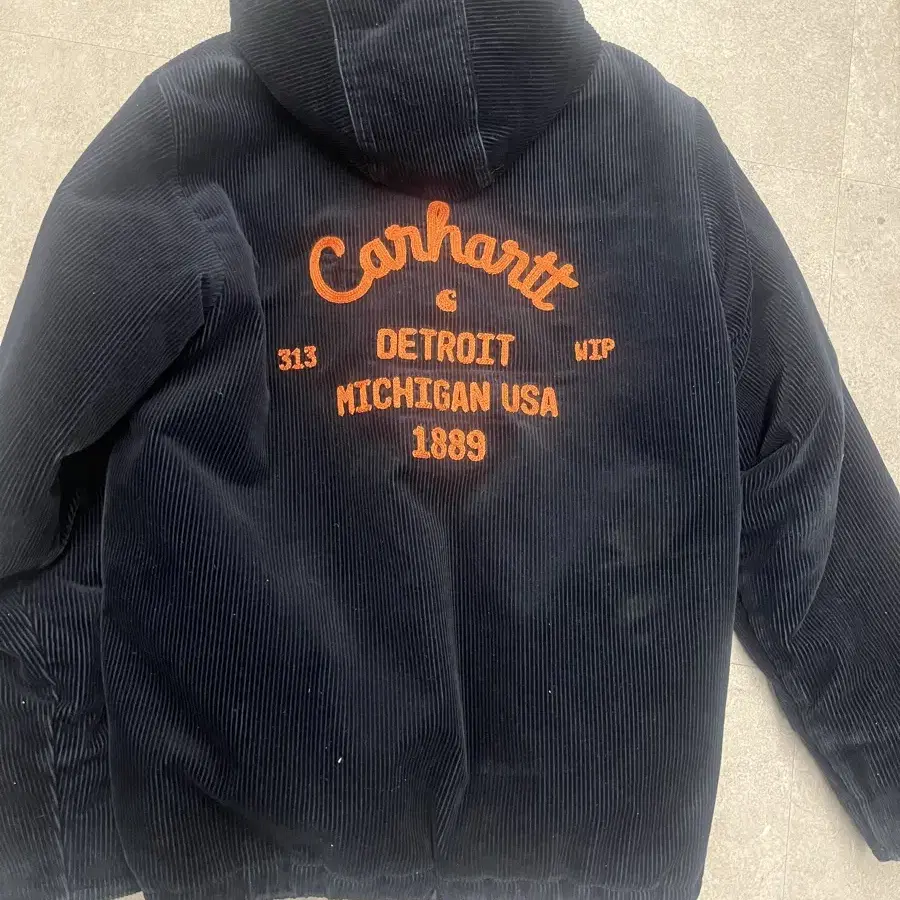 Carhartt
C
DETROIT
313 WIP
MICHIGAN USA
1889